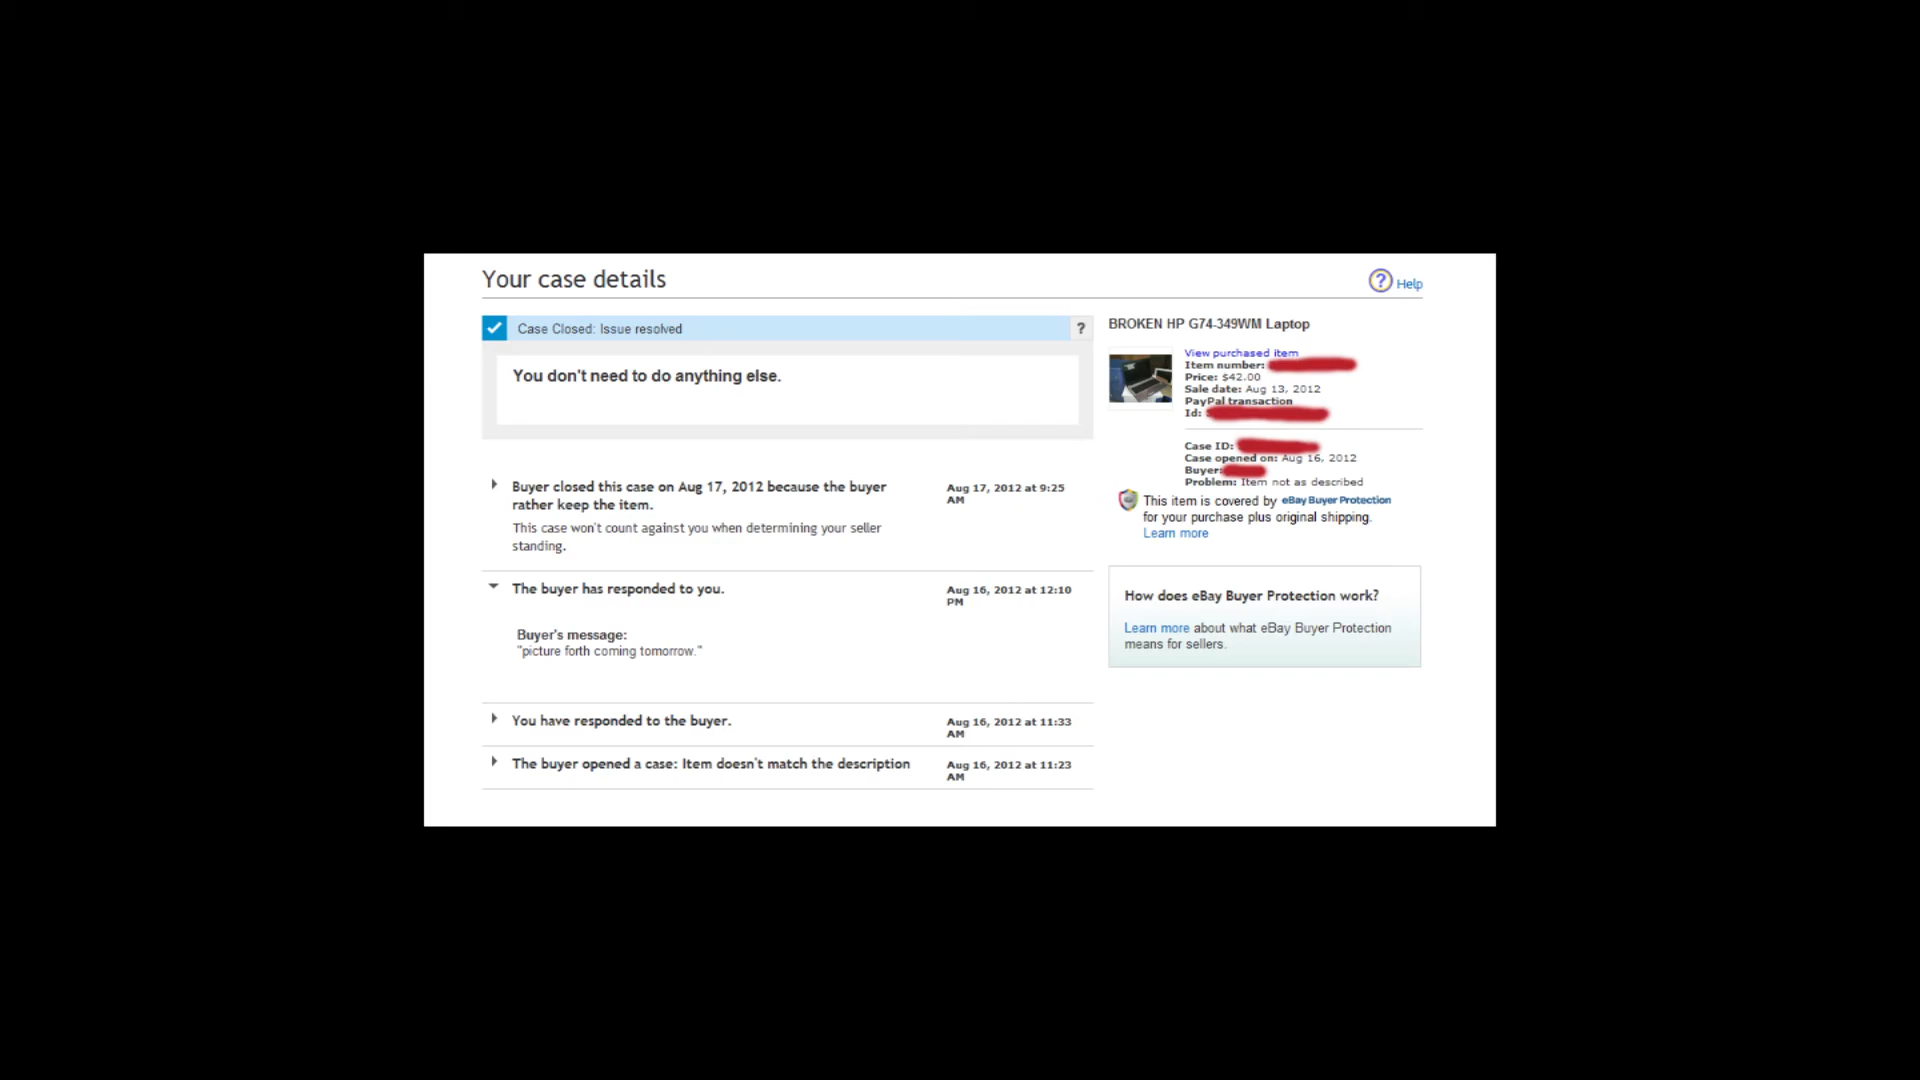 Your case details
Help
Case Closed: Issue resolved
?
You don't need to do anything else.
Buyer closed this case on Aug 17, 2012 because the buyer
rather keep the item.
Aug 17, 2012 at 9:25
AM
This case won't count against you when determining your seller
standing.
The buyer has responded to you.
Aug 16, 2012 at 12:10
PM
Buyer's message:
"picture forth coming tomorrow."
You have responded to the buyer.
Aug 16, 2012 at 11:33
AM
The buyer opened a case: Item doesn't match the description
Aug 16, 2012 at 11:23
AM
BROKEN HP G74-349WM Laptop
View purchased item
Item number:
Price: $42.00
Sale date: Aug 13, 2012
PayPal transaction
Id:
Case ID:
Case opened on: Aug 16, 2012
Buyer:
Problem: Item not as described
This item is covered by eBay Buyer Protection
for your purchase plus original shipping.
Learn more
How does eBay Buyer Protection work?
Learn more about what eBay Buyer Protection
means for sellers.